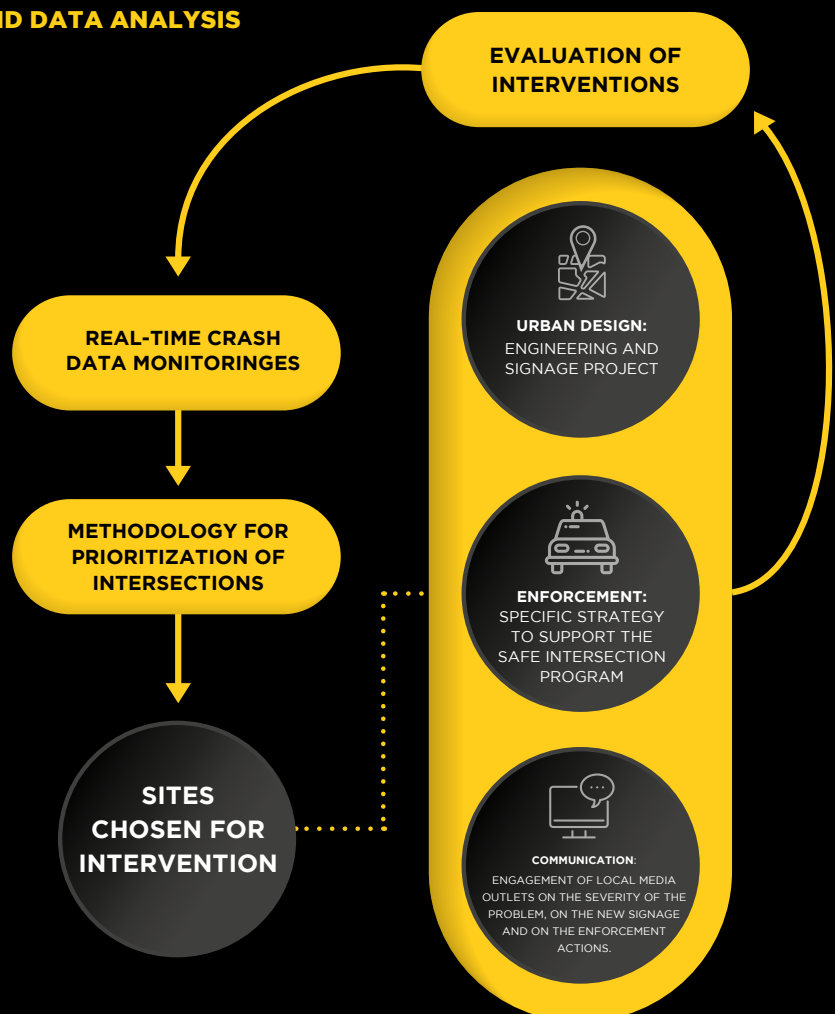 ND DATA ANALYSIS
EVALUATION OF
INTERVENTIONS
REAL-TIME CRASH
DATA MONITORINGES
METHODOLOGY FOR
PRIORITIZATION OF
INTERSECTIONS
SITES
CHOSEN FOR
INTERVENTION
URBAN DESIGN:
ENGINEERING AND
SIGNAGE PROJECT
ENFORCEMENT:
SPECIFIC STRATEGY
TO SUPPORT THE
SAFE INTERSECTION
PROGRAM
COMMUNICATION:
ENGAGEMENT OF LOCAL MEDIA
OUTLETS ON THE SEVERITY OF THE
PROBLEM, ON THE NEW SIGNAGE
AND ON THE ENFORCEMENT
ACTIONS.